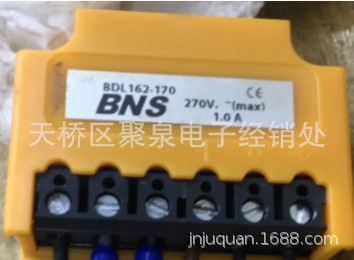 BDL162-170
BNS
270V. ~(max)
1.0 A
CE
天桥区聚泉电子经销处
jnjuquan.1688.com